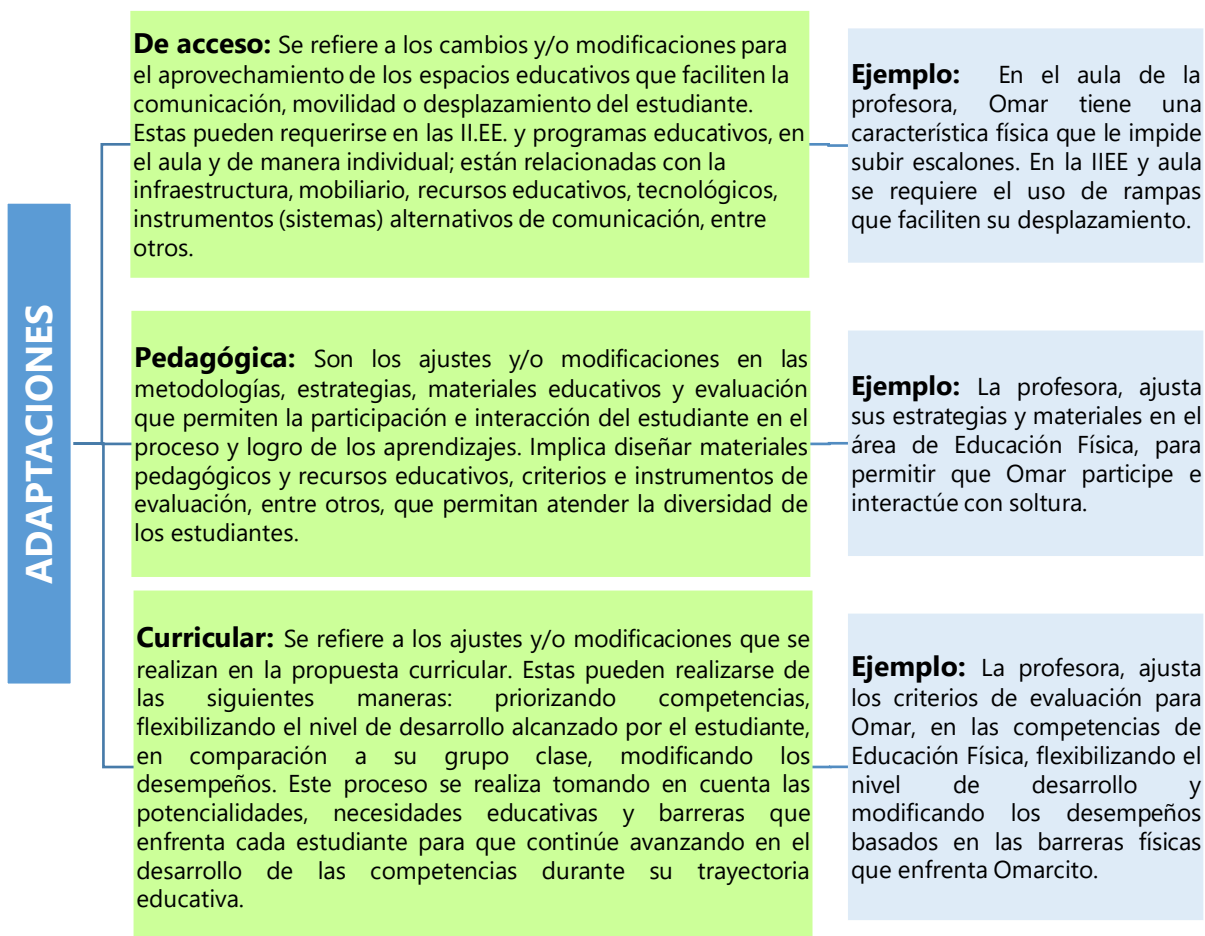 ADAPTACIONES
De acceso: Se refiere a los cambios y/o modificaciones para
el aprovechamiento de los espacios educativos que faciliten la
comunicación, movilidad o desplazamiento del estudiante.
Estas pueden requerirse en las II.EE. y programas educativos, en
el aula y de manera individual; están relacionadas con la
infraestructura, mobiliario, recursos educativos, tecnológicos,
instrumentos (sistemas) alternativos de comunicación, entre
otros.
Ejemplo: En el aula de la
profesora, Omar tiene una
característica física que le impide
subir escalones. En la IIEE y aula
se requiere el uso de rampas
que faciliten su desplazamiento.
Pedagógica: Son los ajustes y/o modificaciones en las
metodologías, estrategias, materiales educativos y evaluación
que permiten la participación e interacción del estudiante en el
proceso y logro de los aprendizajes. Implica diseñar materiales
pedagógicos y recursos educativos, criterios e instrumentos de
evaluación, entre otros, que permitan atender la diversidad de
los estudiantes.
Ejemplo: La profesora, ajusta
sus estrategias y materiales en el
área de Educación Física, para
permitir que Omar participe e
interactúe con soltura.
Curricular: Se refiere a los ajustes y/o modificaciones que se
realizan en la propuesta curricular. Estas pueden realizarse de
las siguientes maneras: priorizando competencias,
flexibilizando el nivel de desarrollo alcanzado por el estudiante,
en comparación a su grupo clase, modificando los
desempeños. Este proceso se realiza tomando en cuenta las
potencialidades, necesidades educativas y barreras que
enfrenta cada estudiante para que continúe avanzando en el
desarrollo de las competencias durante su trayectoria
educativa.
Ejemplo: La profesora, ajusta
los criterios de evaluación para
Omar, en las competencias de
Educación Física, flexibilizando el
nivel de desarrollo y
modificando los desempeños
basados en las barreras físicas
que enfrenta Omarcito.